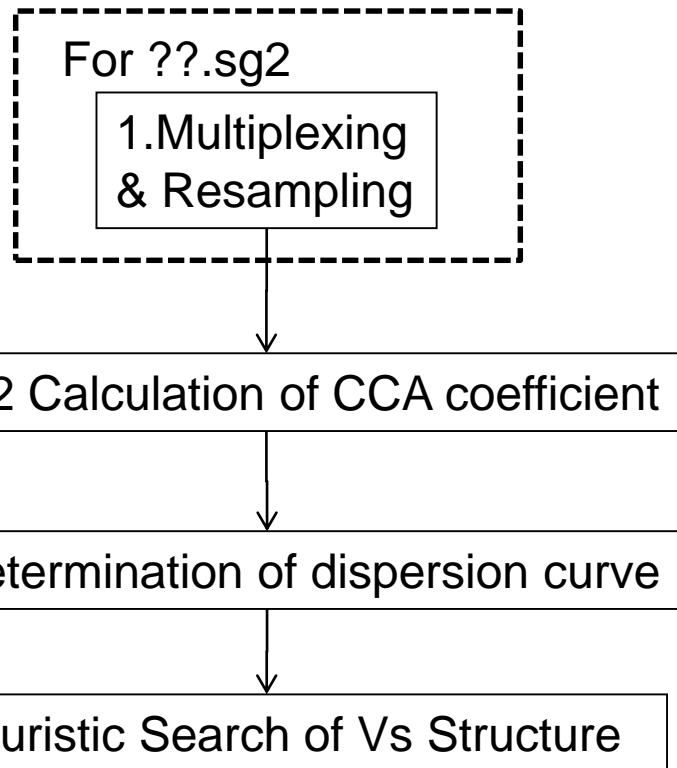 For ??.sg2
1.Multiplexing
& Resampling
2 Calculation of CCA coefficient
etermination of dispersion curve
uristic Search of Vs Structure